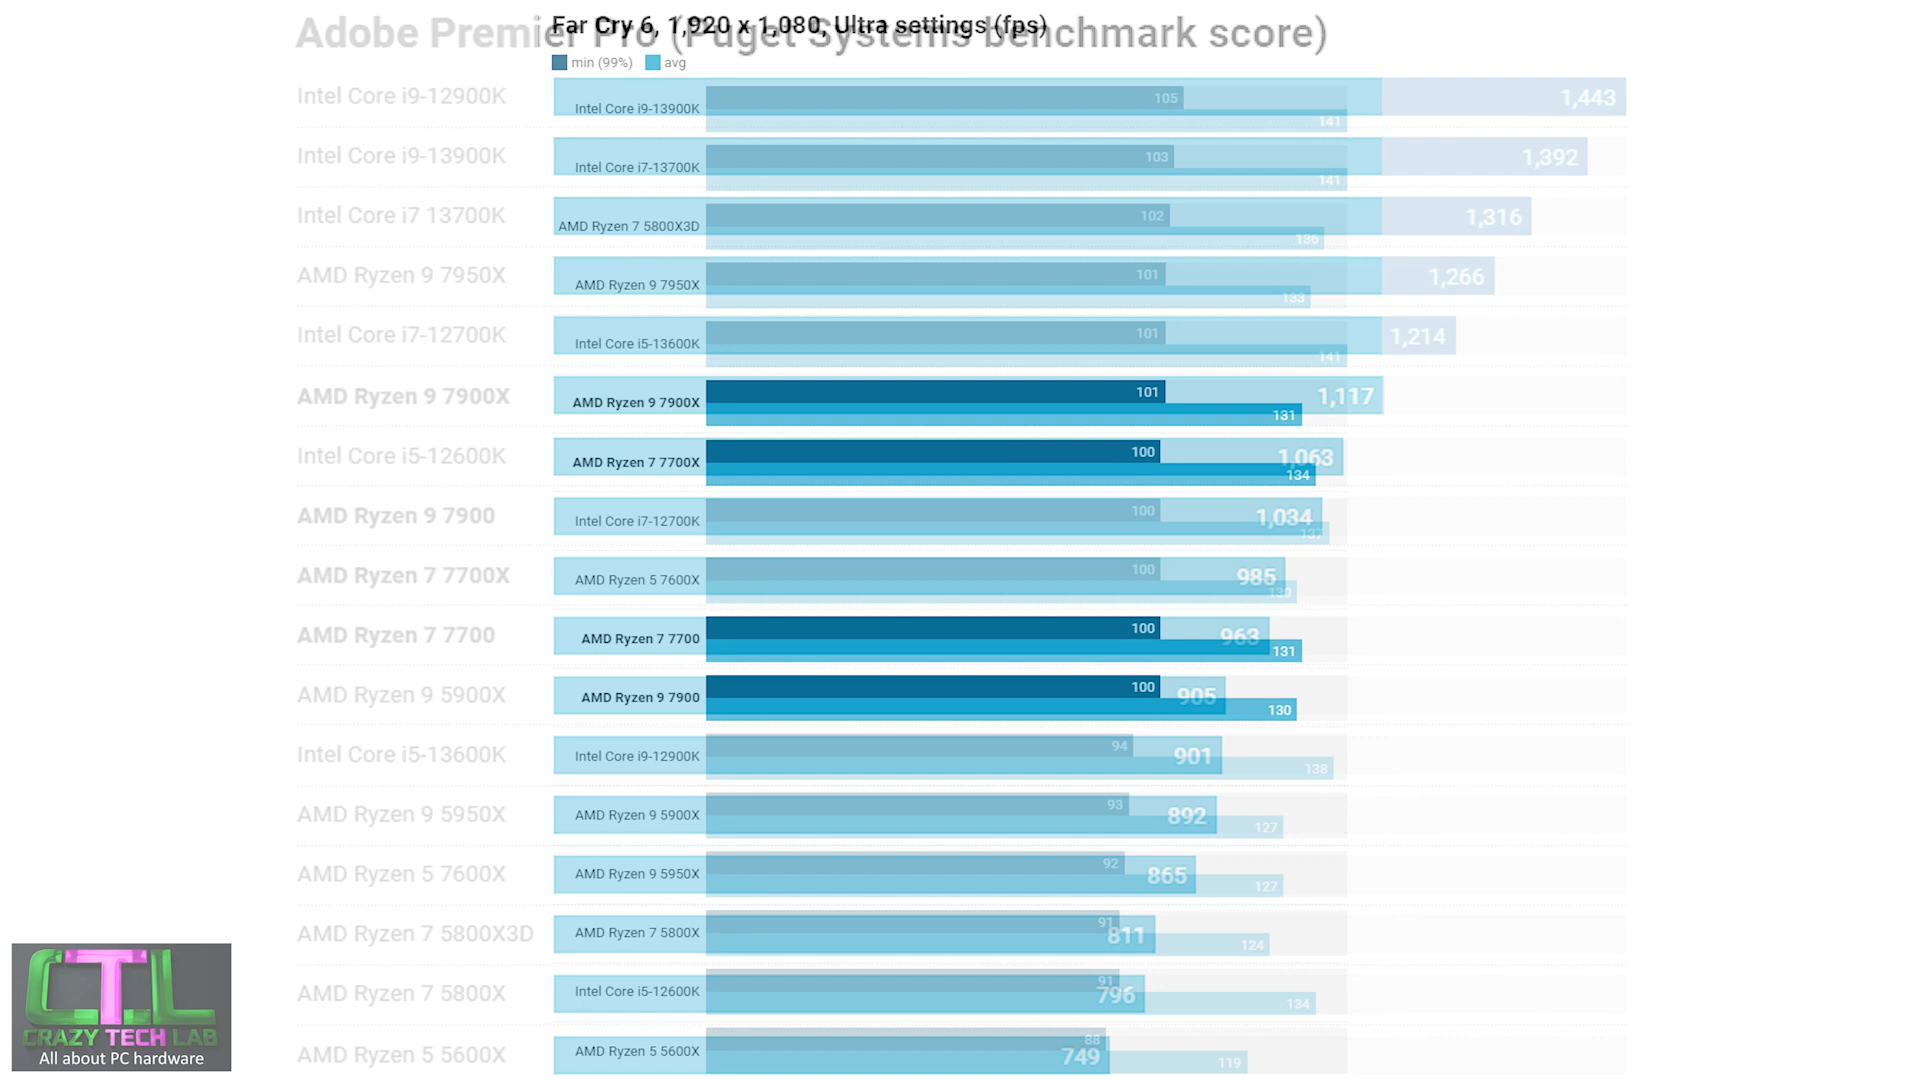 Adobe Premier Pro (Puget Systems benchmark score)
Far Cry 6, 1,920 x 1,080, Ultra settings (fps)
min (99%) avg
Intel Core i9-12900K 1,443
Intel Core i9-13900K 105 141
Intel Core i9-13900K 1,392
Intel Core i7-13700K 103 141
Intel Core i7 13700K 1,316
AMD Ryzen 7 5800X3D 102 136
AMD Ryzen 9 7950X 1,266
AMD Ryzen 9 7950X 101 133
Intel Core i7-12700K 1,214
Intel Core i5-13600K 101 141
AMD Ryzen 9 7900X 1,117
AMD Ryzen 9 7900X 101 131
Intel Core i5-12600K 1,063
AMD Ryzen 7 7700X 100 134
AMD Ryzen 9 7900 1,034
Intel Core i7-12700K 100 137
AMD Ryzen 7 7700X 985
AMD Ryzen 5 7600X 100 130
AMD Ryzen 7 7700 963
AMD Ryzen 7 7700 100 131
AMD Ryzen 9 5900X 905
AMD Ryzen 9 7900 100 130
Intel Core i5-13600K 901
Intel Core i9-12900K 94 138
AMD Ryzen 9 5950X 892
AMD Ryzen 9 5900X 93 127
AMD Ryzen 5 7600X 865
AMD Ryzen 9 5950X 92 127
AMD Ryzen 7 5800X3D 811
AMD Ryzen 7 5800X 91 124
AMD Ryzen 7 5800X 796
Intel Core i5-12600K 91 134
AMD Ryzen 5 5600X 749
AMD Ryzen 5 5600X 88 119
CTL
CRAZY TECH LAB
All about PC hardware